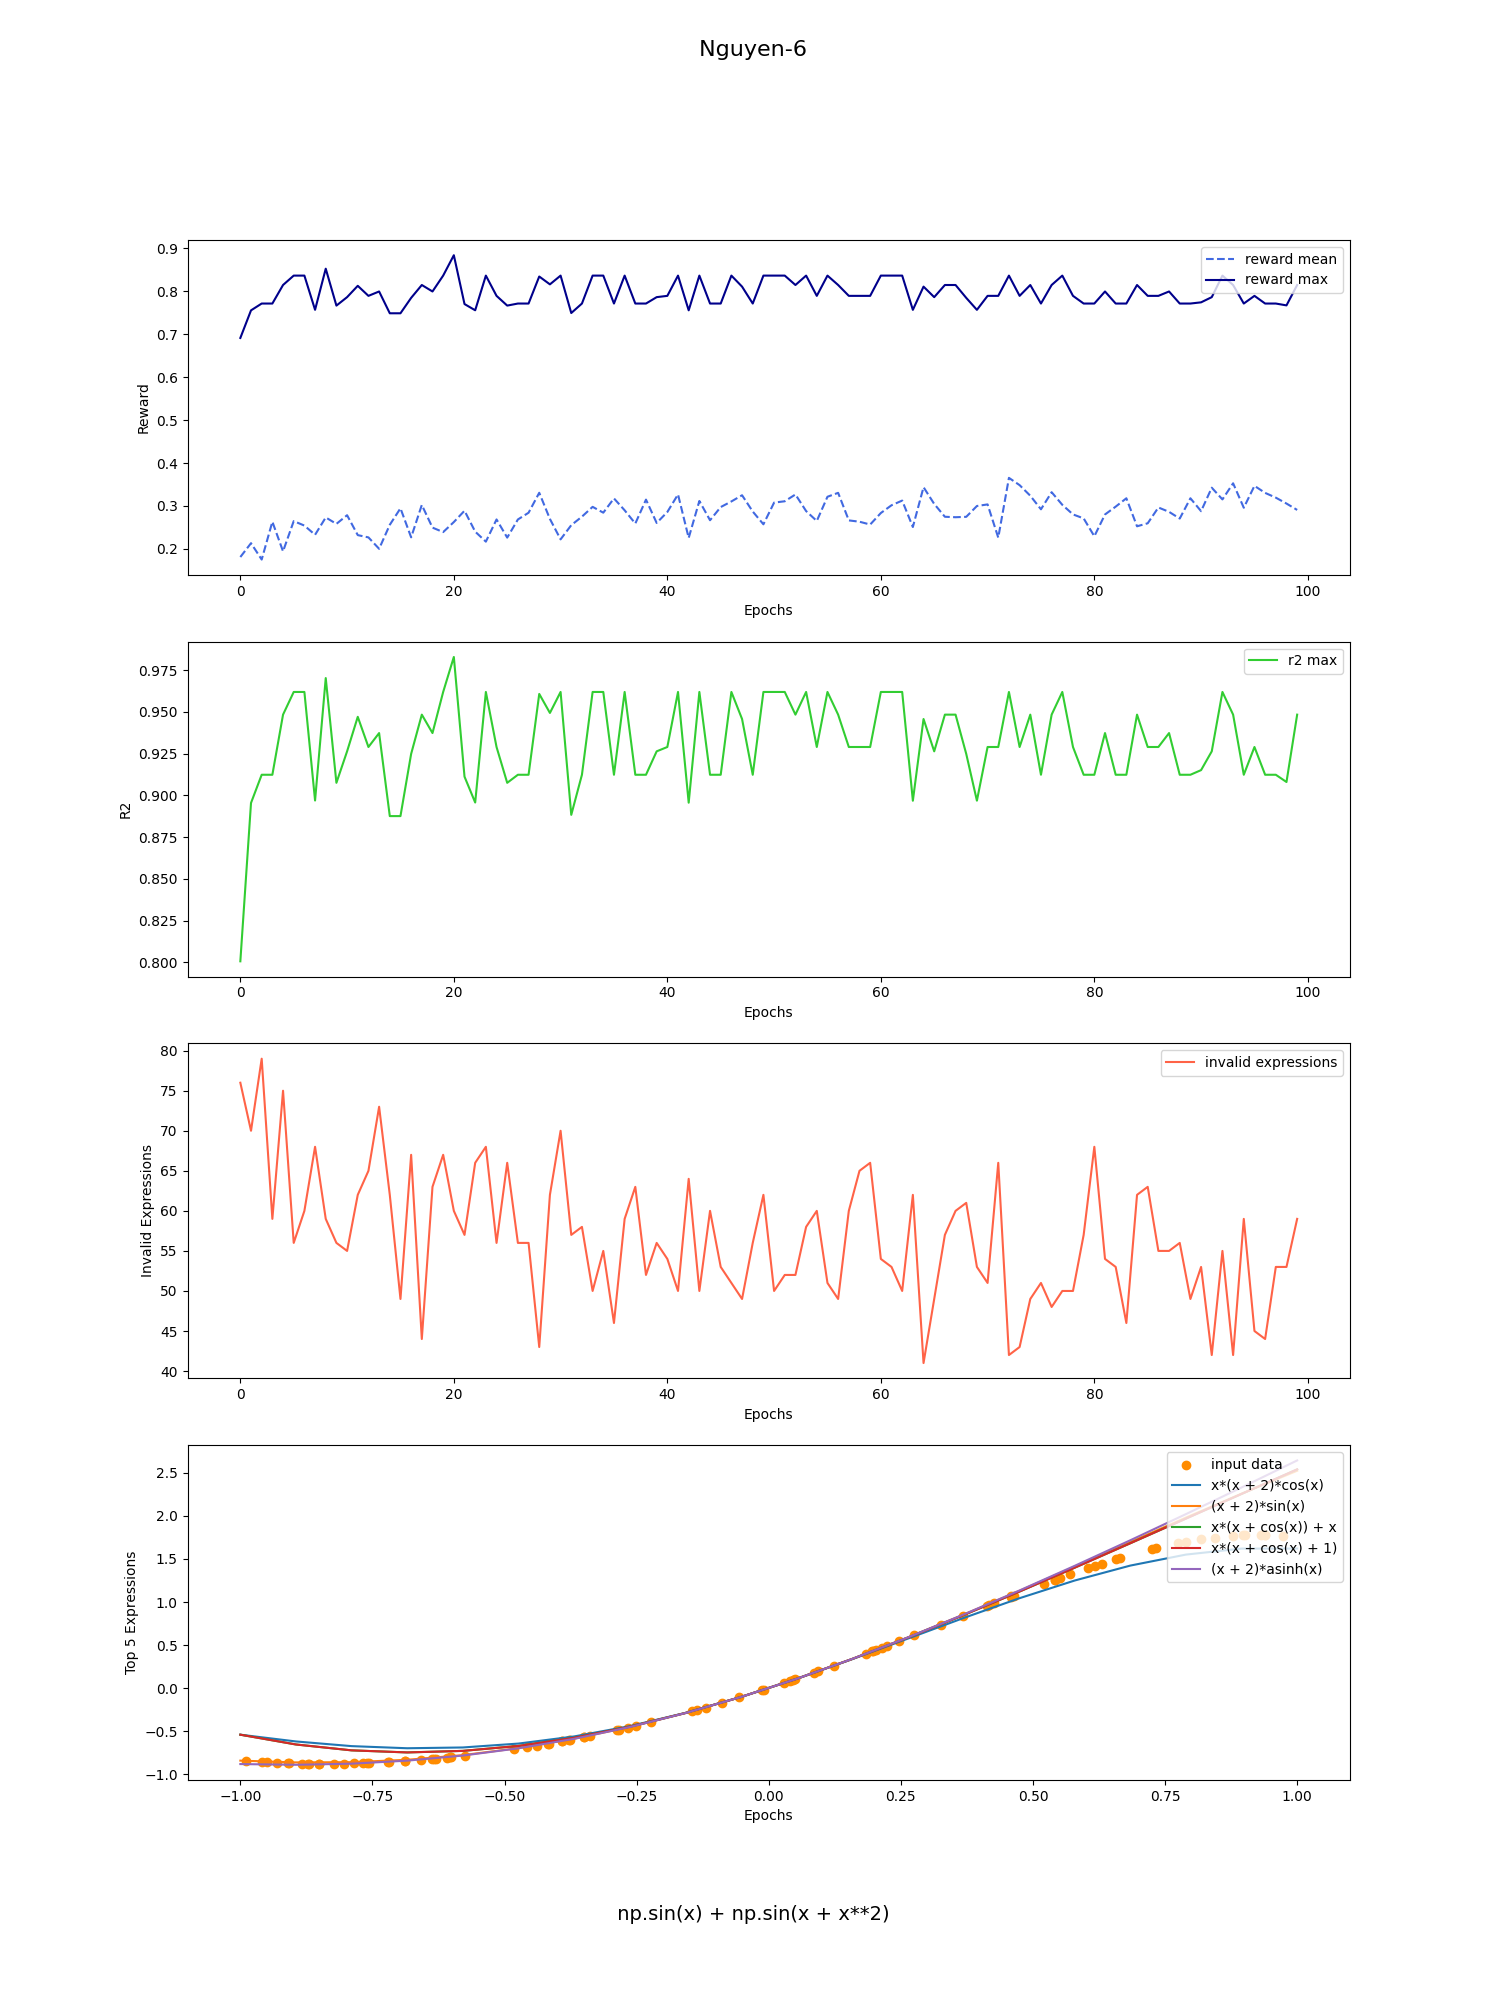 Nguyen-6
0.9
0.8
0.7
0.6
0.5
0.4
0.3
0.2
Reward
reward mean
reward max
0 20 40 60 80 100
Epochs
0.975
0.950
0.925
0.900
0.875
0.850
0.825
0.800
R2
r2 max
0 20 40 60 80 100
Epochs
80
75
70
65
60
55
50
45
40
Invalid Expressions
invalid expressions
0 20 40 60 80 100
Epochs
2.5
2.0
1.5
1.0
0.5
0.0
−0.5
−1.0
Top 5 Expressions
input data
x*(x + 2)*cos(x)
(x + 2)*sin(x)
x*(x + cos(x)) + x
x*(x + cos(x) + 1)
(x + 2)*asinh(x)
−1.00 −0.75 −0.50 −0.25 0.00 0.25 0.50 0.75 1.00
Epochs
np.sin(x) + np.sin(x + x**2)